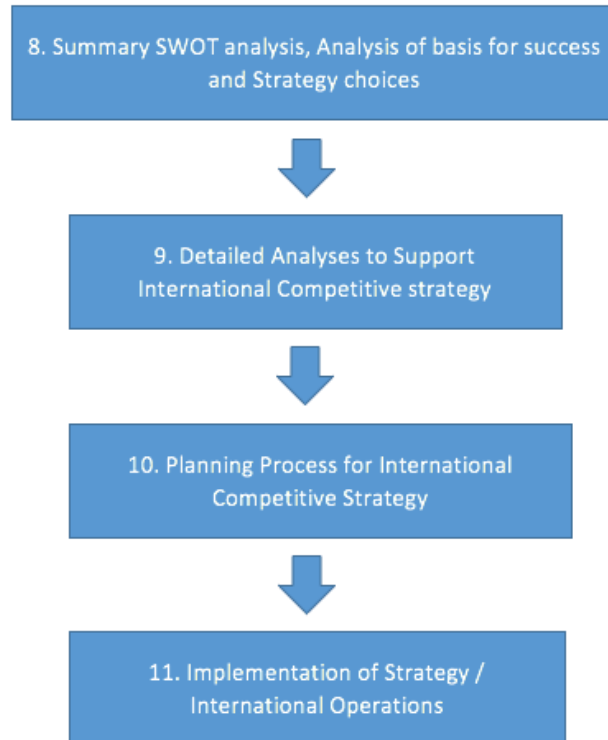 8. Summary SWOT analysis, Analysis of basis for success
and Strategy choices
9. Detailed Analyses to Support
International Competitive strategy
10. Planning Process for International
Competitive Strategy
11. Implementation of Strategy /
International Operations